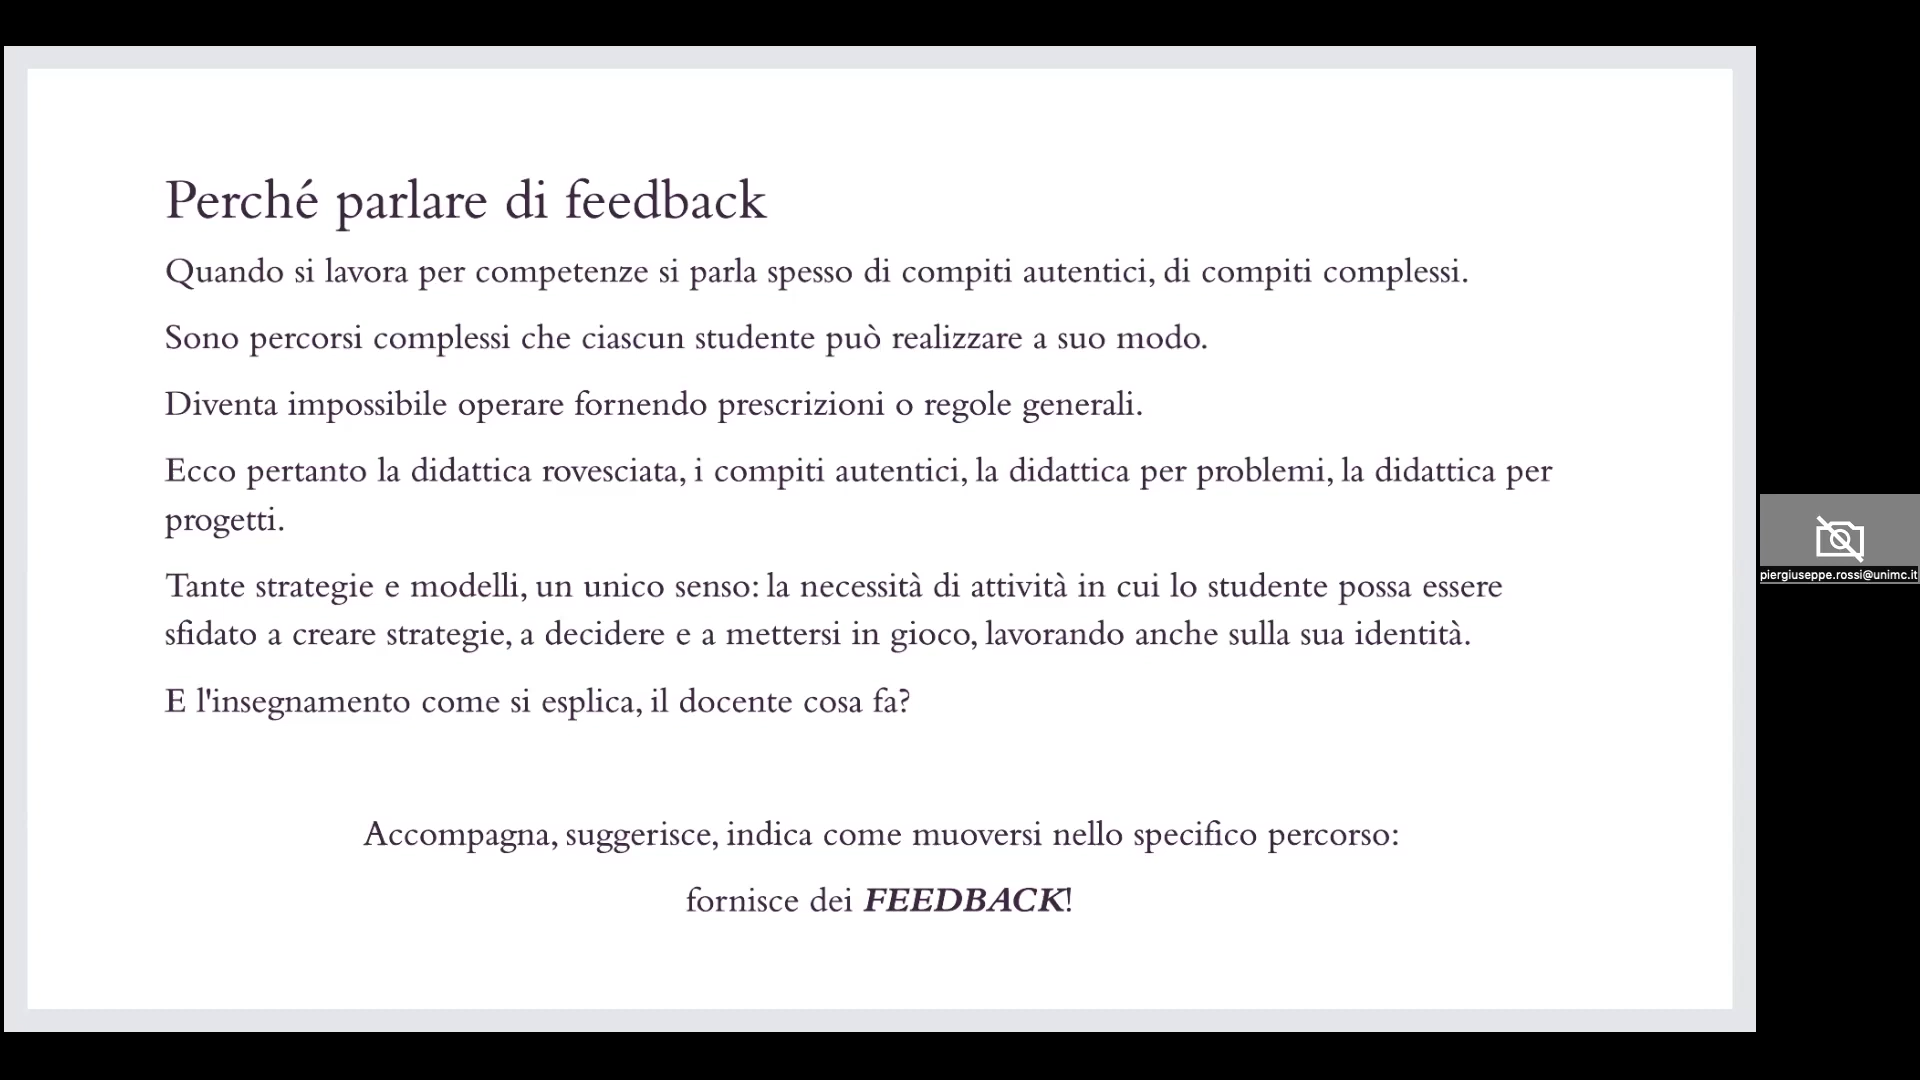 Perché parlare di feedback
Quando si lavora per competenze si parla spesso di compiti autentici, di compiti complessi.
Sono percorsi complessi che ciascun studente può realizzare a suo modo.
Diventa impossibile operare fornendo prescrizioni o regole generali.
Ecco pertanto la didattica rovesciata, i compiti autentici, la didattica per problemi, la didattica per
progetti.
Tante strategie e modelli, un unico senso: la necessità di attività in cui lo studente possa essere
sfidato a creare strategie, a decidere e a mettersi in gioco, lavorando anche sulla sua identità.
E l'insegnamento come si esplica, il docente cosa fa?
Accompagna, suggerisce, indica come muoversi nello specifico percorso:
fornisce dei FEEDBACK!
piergiuseppe.rossi@unimc.it